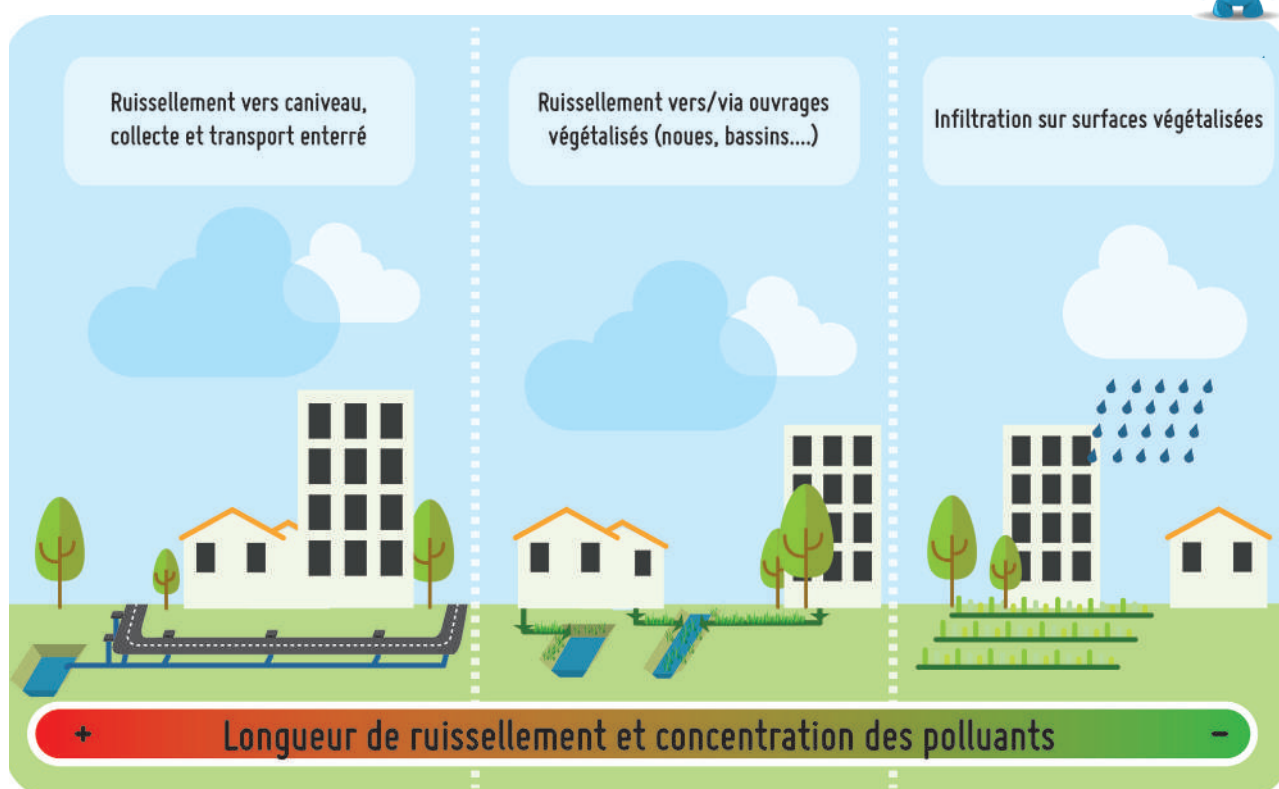 Ruissellement vers caniveau,
collecte et transport enterré
Ruissellement vers/via ouvrages
végétalisés (noues, bassins....)
Infiltration sur surfaces végétalisées
+ Longueur de ruissellement et concentration des polluants -